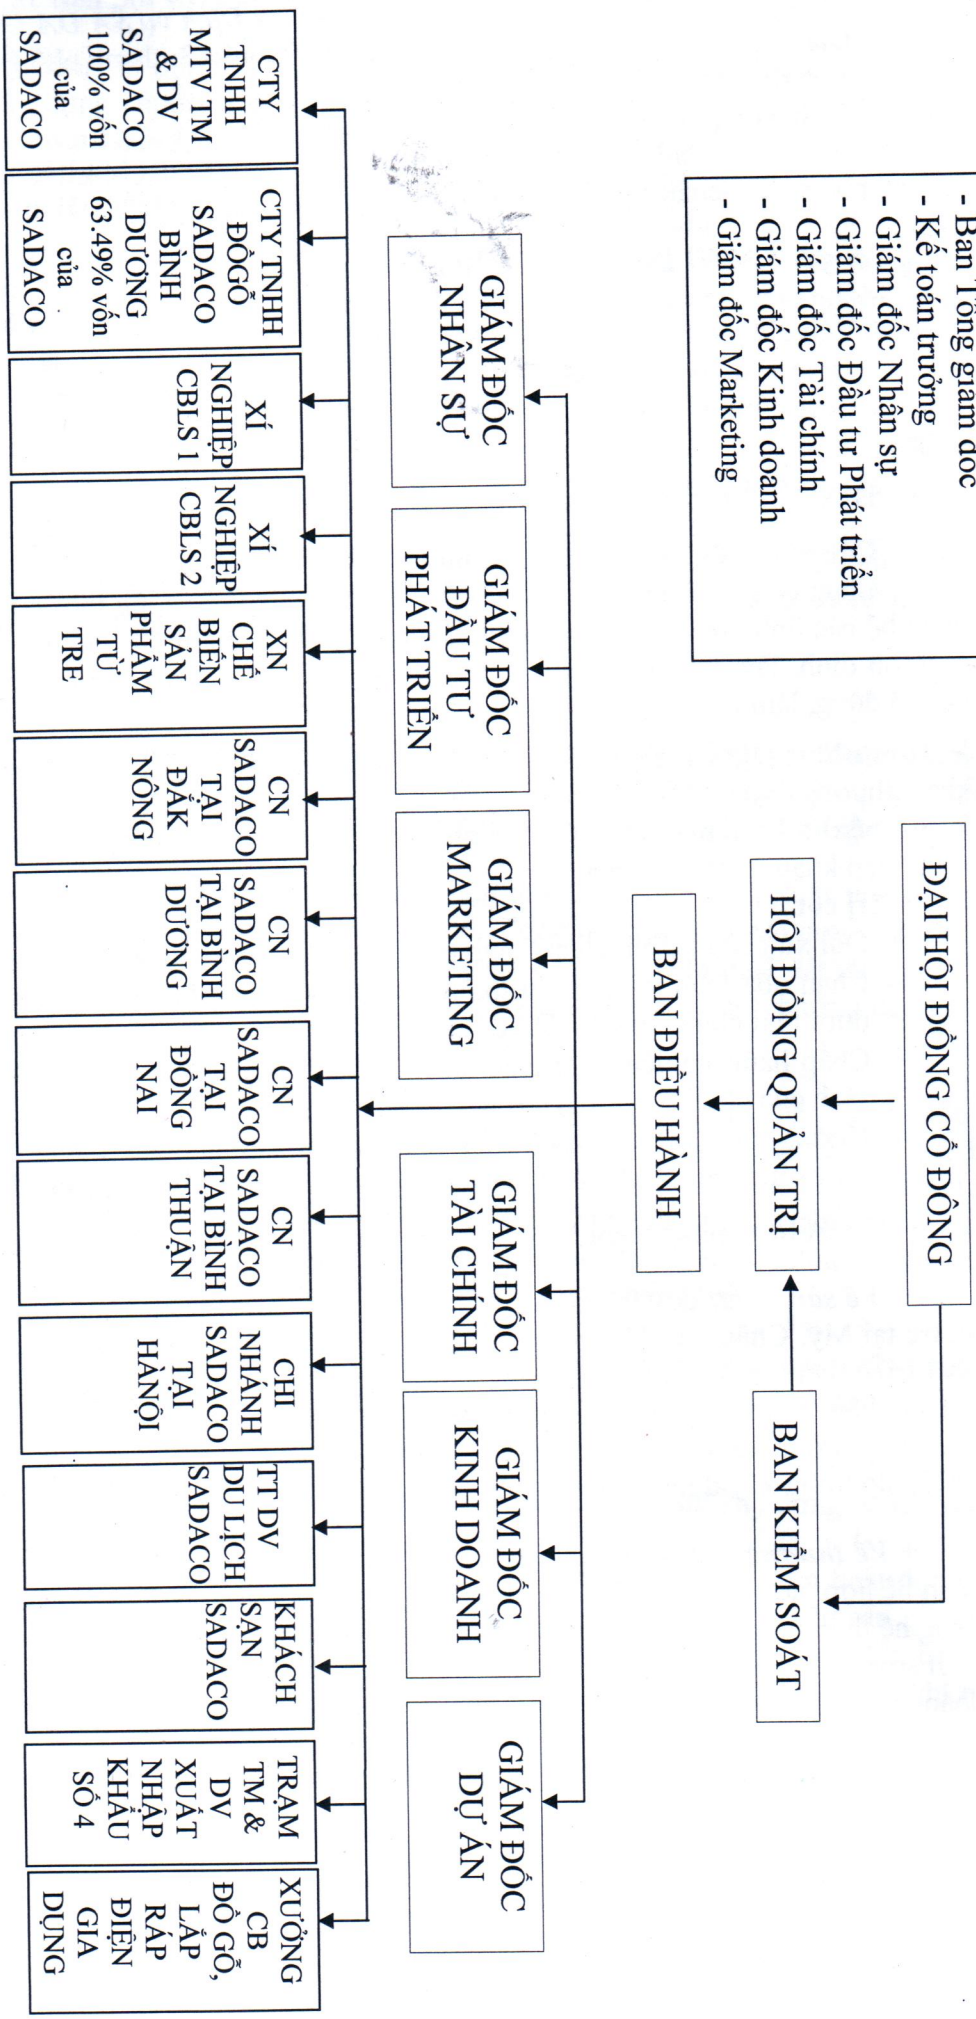 - Ban Tổng giám đốc
- Kế toán trưởng
- Giám đốc Nhân sự
- Giám đốc Đầu tư Phát triển
- Giám đốc Tài chính
- Giám đốc Kinh doanh
- Giám đốc Marketing
ĐẠI HỘI ĐỒNG CỔ ĐÔNG
HỘI ĐỒNG QUẢN TRỊ
BAN KIỂM SOÁT
BAN ĐIỀU HÀNH
GIÁM ĐỐC
NHÂN SỰ
GIÁM ĐỐC
ĐẦU TƯ
PHÁT TRIỂN
GIÁM ĐỐC
MARKETING
GIÁM ĐỐC
TÀI CHÍNH
GIÁM ĐỐC
KINH DOANH
GIÁM ĐỐC
DỰ ÁN
CTY
TNHH
MTV TM
& DV
SADACO
100% vốn
của
SADACO
CTY TNHH
ĐỒGỖ
SADACO
BÌNH
DƯƠNG
63.49% vốn
của
SADACO
XÍ
NGHIỆP
CBLS 1
XÍ
NGHIỆP
CBLS 2
XN
CHẾ
BIẾN
SẢN
PHẨM
TỪ
TRE
CN
SADACO
TẠI
ĐẮK
NÔNG
CN
SADACO
TẠI BÌNH
DƯƠNG
CN
SADACO
TẠI
ĐỒNG
NAI
CN
SADACO
TẠI BÌNH
THUẬN
CHI
NHÁNH
SADACO
TẠI
HÀNỘI
TT DV
DU LỊCH
SADACO
KHÁCH
SẠN
SADACO
TRẠM
TM &
DV
XUẤT
NHẬP
KHẨU
SỐ 4
XƯỞNG
CB
ĐỒ GỖ,
LẮP
RÁP
ĐIỆN
GIA
DỤNG